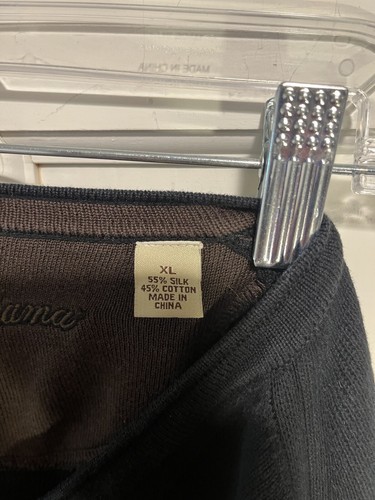 MADE IN CHINA
XL
55% SILK
45% COTTON
MADE IN
CHINA